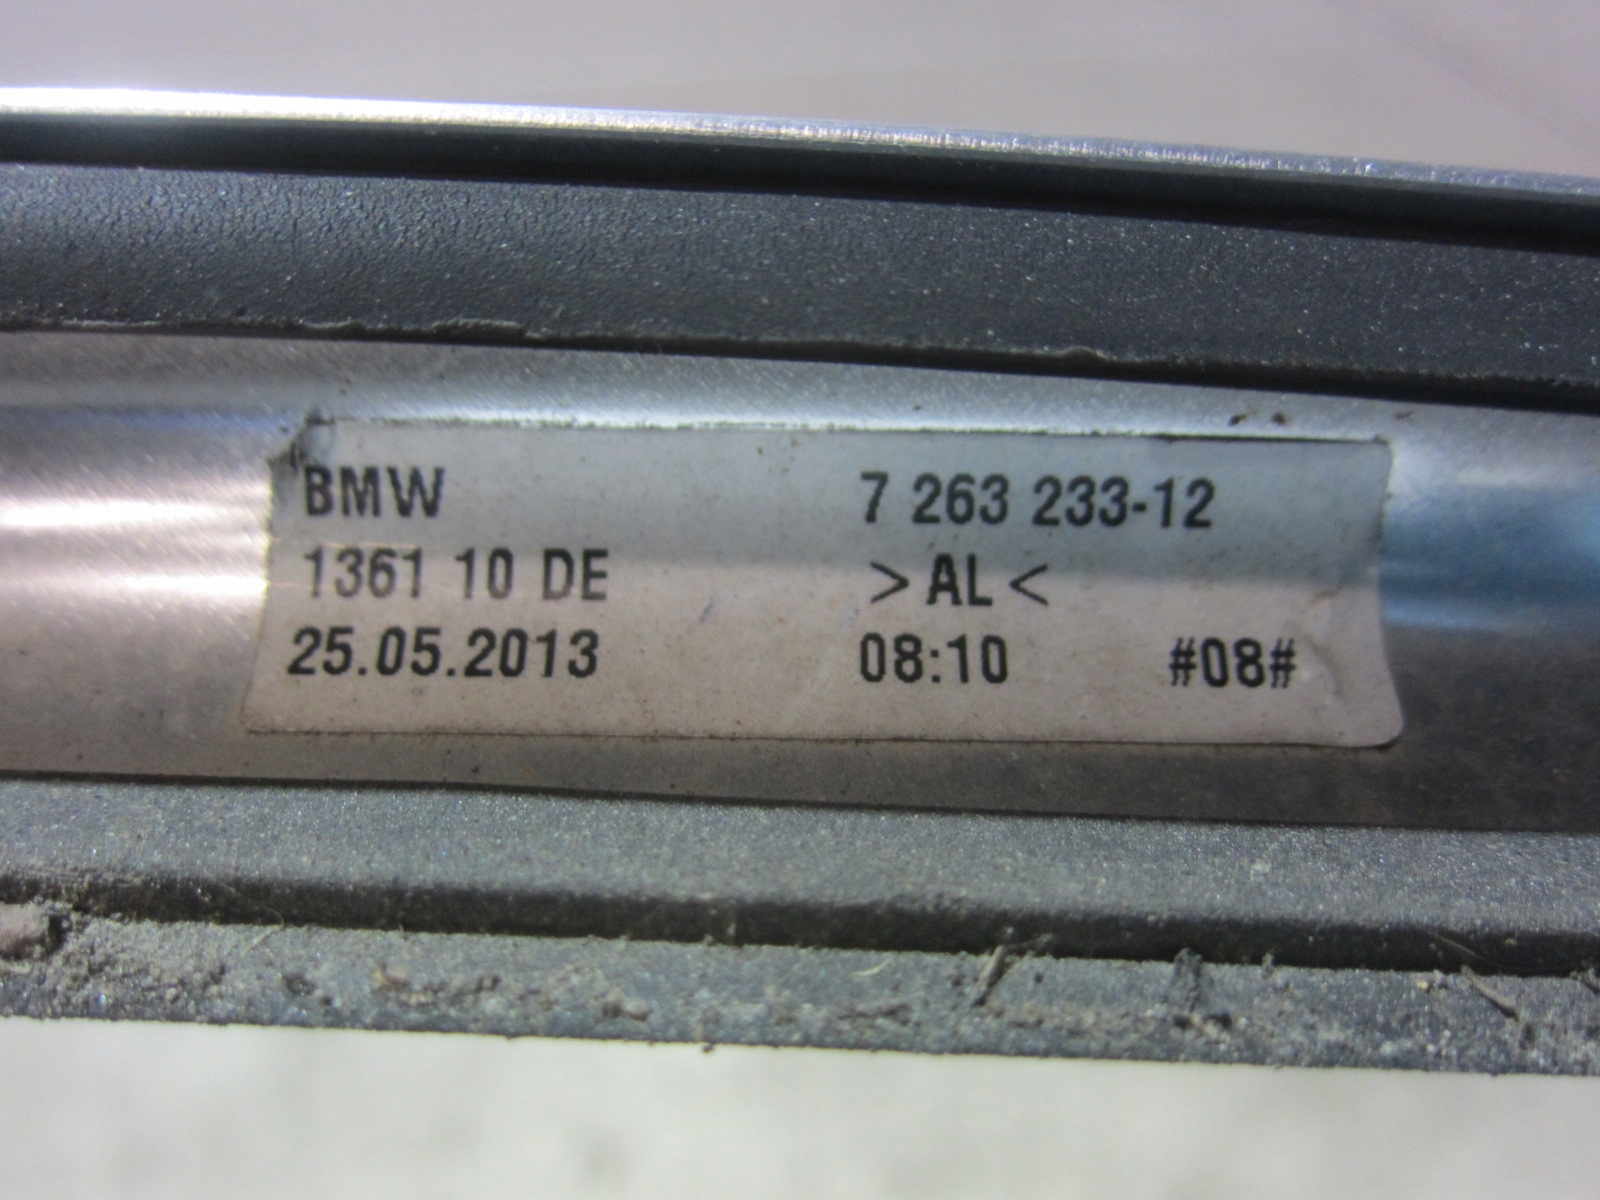 BMW 7 263 233-12
1361 10 DE >AL<
25.05.2013 08:10 #08#